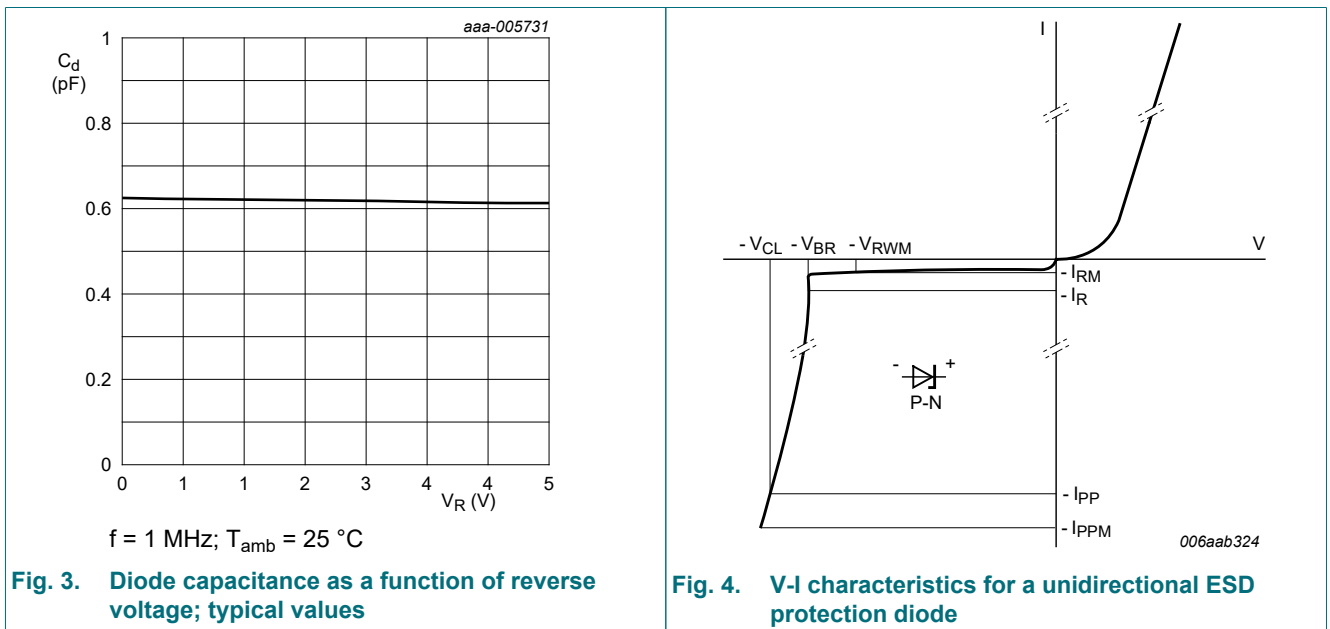 aaa-005731
C_d
(pF)
1
0.8
0.6
0.4
0.2
0
0 1 1 2 3 4 4 5
V_R (V)
f = 1 MHz; T_amb = 25 °C
Fig. 3. Diode capacitance as a function of reverse
voltage; typical values
I
V
- V_CL - V_BR - V_RWM
- I_RM
- I_R
- +
P-N
- I_PP
- I_PPM
006aab324
Fig. 4. V-I characteristics for a unidirectional ESD
protection diode